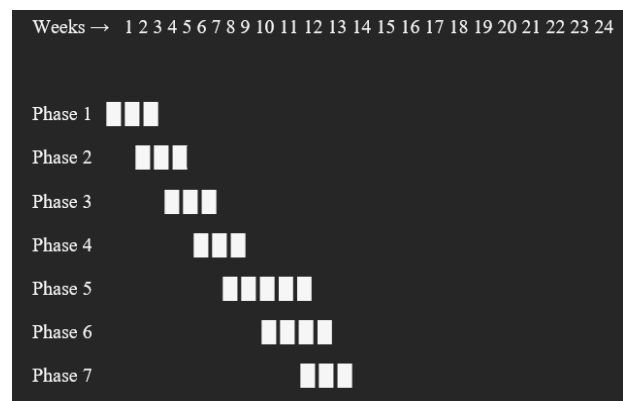 Weeks → 1 2 3 4 5 6 7 8 9 10 11 12 13 14 15 16 17 18 19 20 21 22 23 24
Phase 1
Phase 2
Phase 3
Phase 4
Phase 5
Phase 6
Phase 7